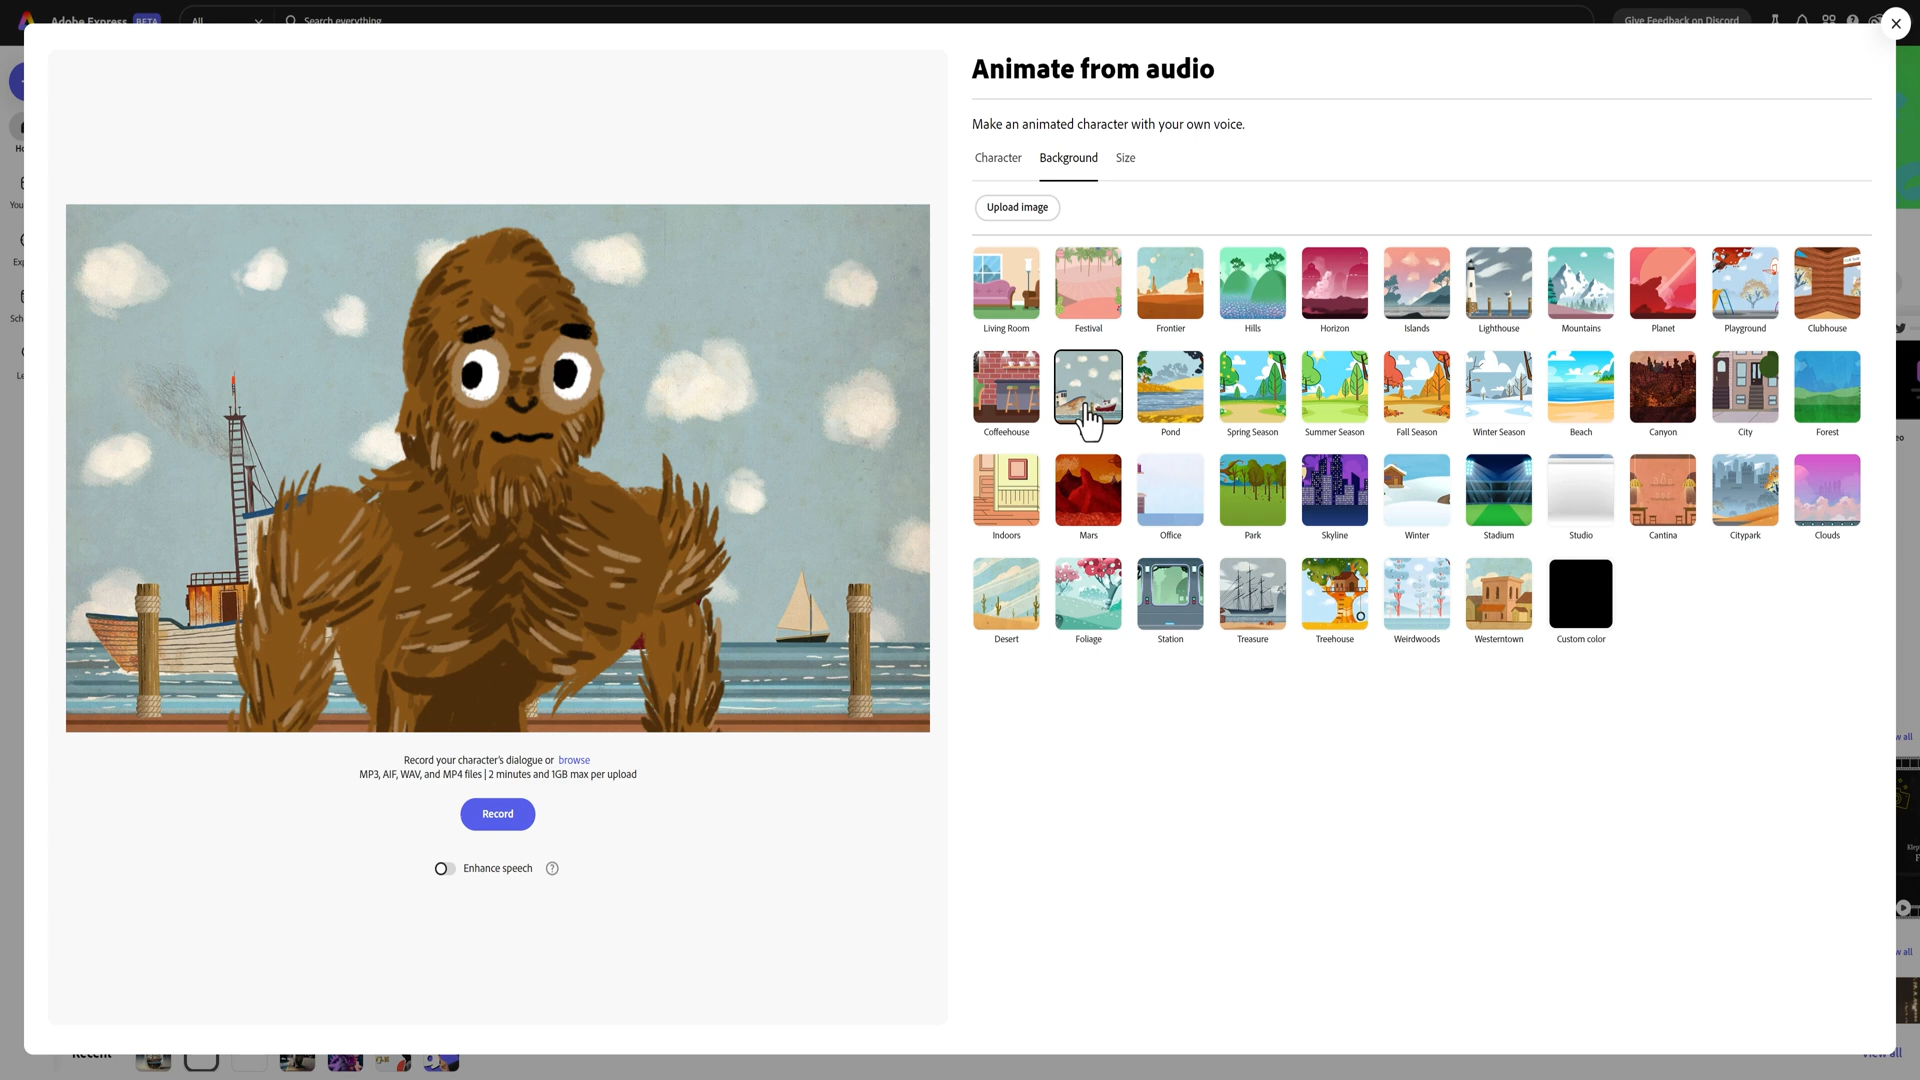 Adobe Express BETA
All
Search everything
Give Feedback on Discord
Animate from audio
Make an animated character with your own voice.
Character Background Size
Upload image
Living Room Festival Frontier Hills Horizon Islands Lighthouse Mountains Planet Playground Clubhouse
Coffeehouse Pond Spring Season Summer Season Fall Season Winter Season Beach Canyon City Forest
Indoors Mars Office Park Skyline Winter Stadium Studio Cantina Citypark Clouds
Desert Foliage Station Treasure Treehouse Weirdwoods Westerntown Custom color
Record your character's dialogue or browse
MP3, AIF, WAV, and MP4 files | 2 minutes and 1GB max per upload
Record
Enhance speech
Recent
View all